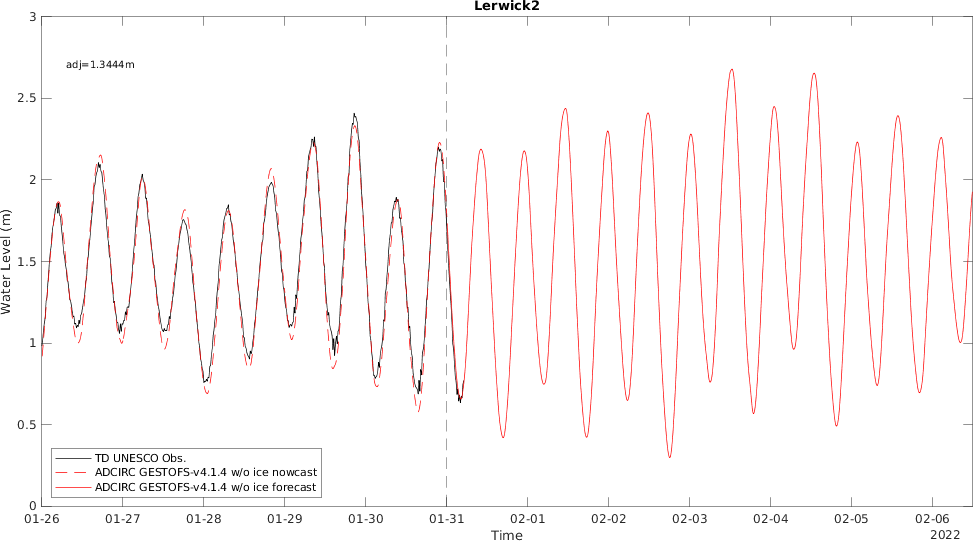 Lerwick2
3
adj=1.3444m
2.5
2
1.5
1
0.5
0
Water Level (m)
TD UNESCO Obs.
ADCIRC GESTOFS-v4.1.4 w/o ice nowcast
ADCIRC GESTOFS-v4.1.4 w/o ice forecast
01-26 01-27 01-28 01-29 01-30 01-31 02-01 02-02 02-03 02-04 02-05 02-06
Time
2022